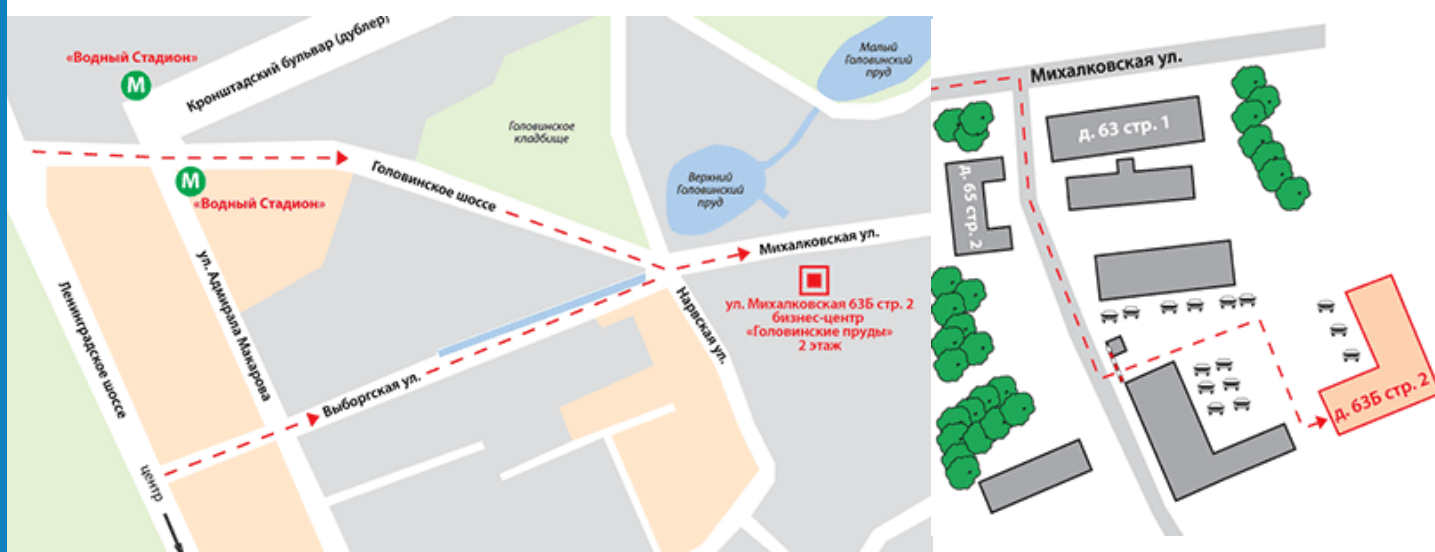 «Водный Стадион»
М
Кронштадский бульвар (дублер)
Малый
Головинский
пруд
Головинское
кладбище
М
«Водный Стадион»
Головинское шоссе
Верхний
Головинский
пруд
Михалковская ул.
ул. Михалковская 63Б стр. 2
бизнес-центр
«Головинские пруды»
2 этаж
Нарвская ул.
ул. Адмирала Макарова
Ленинградское шоссе
Выборгская ул.
центр
Михалковская ул.
д. 63 стр. 1
д. 65 стр. 2
д. 63Б стр. 2